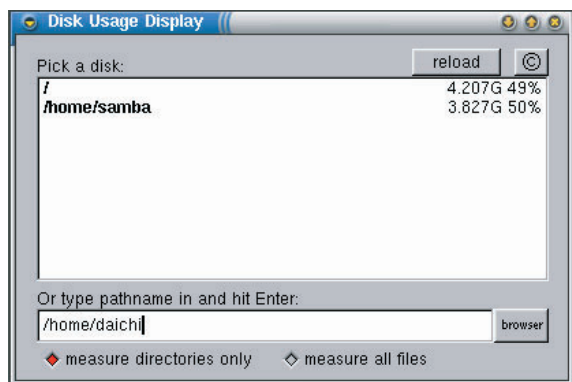 Disk Usage Display
Pick a disk:
reload ©
/ 4.207G 49%
/home/samba 3.827G 50%
Or type pathname in and hit Enter:
/home/daichi
browser
measure directories only measure all files